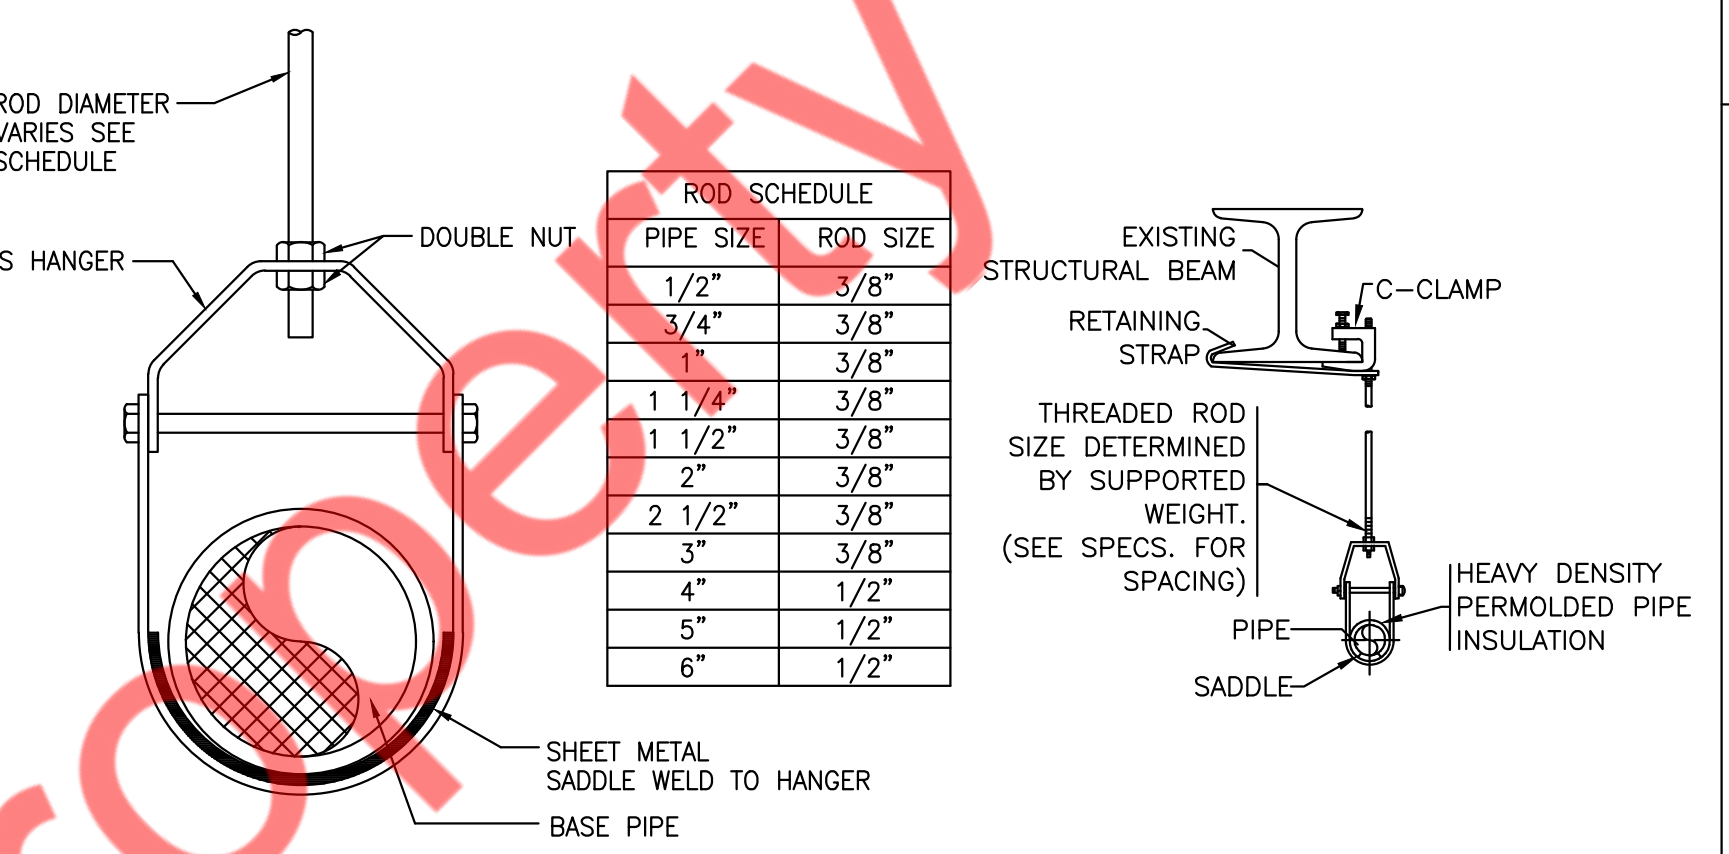 ROD DIAMETER
VARIES SEE
SCHEDULE
S HANGER
DOUBLE NUT
SHEET METAL
SADDLE WELD TO HANGER
BASE PIPE
ROD SCHEDULE
PIPE SIZE ROD SIZE
1/2" 3/8"
3/4" 3/8"
1" 3/8"
1 1/4" 3/8"
1 1/2" 3/8"
2" 3/8"
2 1/2" 3/8"
3" 3/8"
4" 1/2"
5" 1/2"
6" 1/2"
EXISTING
STRUCTURAL BEAM
C-CLAMP
RETAINING
STRAP
THREADED ROD
SIZE DETERMINED
BY SUPPORTED
WEIGHT.
(SEE SPECS. FOR
SPACING)
HEAVY DENSITY
PERMOLDED PIPE
INSULATION
PIPE
SADDLE
roperty